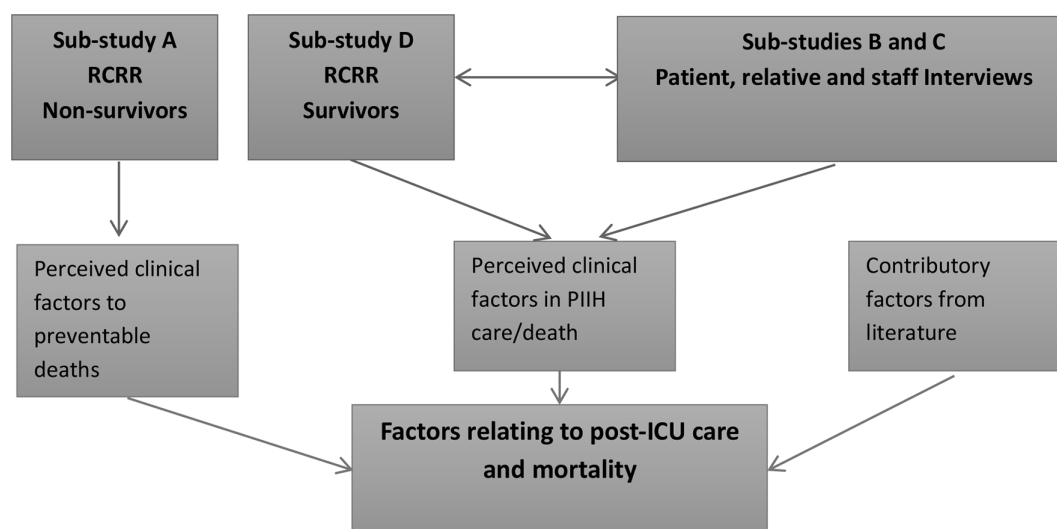 Sub-study A
RCRR
Non-survivors
Sub-study D
RCRR
Survivors
Sub-studies B and C
Patient, relative and staff Interviews
Perceived clinical
factors to
preventable
deaths
Perceived clinical
factors in PIIH
care/death
Contributory
factors from
literature
Factors relating to post-ICU care
and mortality